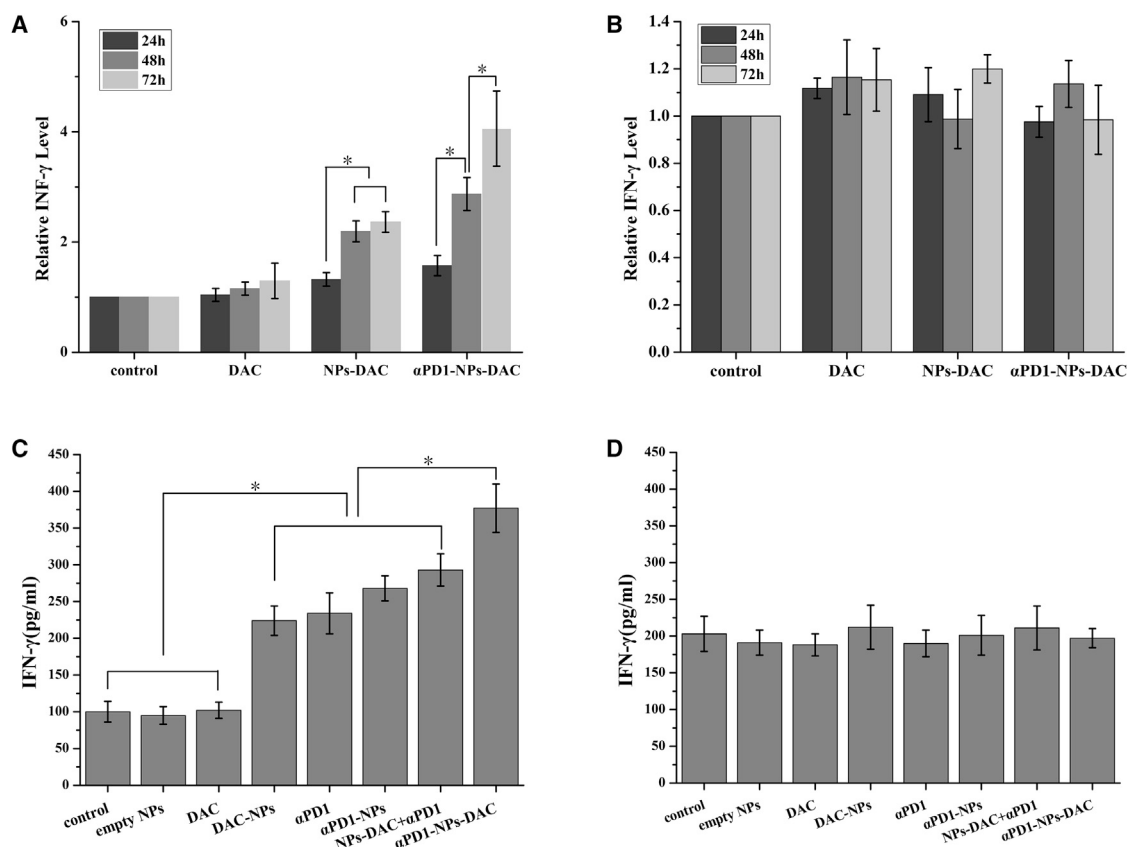 A
Relative INF-γ Level
6
4
2
0
24h
48h
72h
*
*
*
control DAC NPs-DAC αPD1-NPs-DAC
B
Relative IFN-γ Level
1.4
1.2
1.0
0.8
0.6
0.4
0.2
0.0
24h
48h
72h
control DAC NPs-DAC αPD1-NPs-DAC
C
IFN-γ(pg/ml)
450
400
350
300
250
200
150
100
50
0
*
*
control
empty NPs
DAC
DAC-NPs
αPD1
αPD1-NPs
NPs-DAC+αPD1
αPD1-NPs-DAC
D
IFN-γ(pg/ml)
450
400
350
300
250
200
150
100
50
0
control
empty NPs
DAC
DAC-NPs
αPD1
αPD1-NPs
NPs-DAC+αPD1
αPD1-NPs-DAC